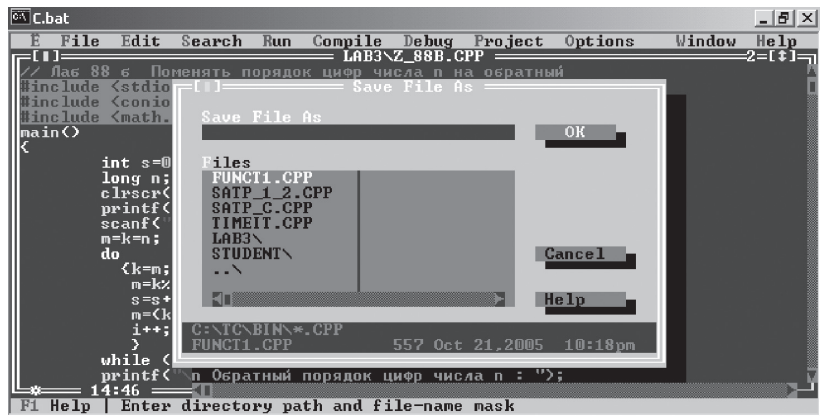 C.bat
E File Edit Search Run Compile Debug Project Options Window Help
LAB3\Z_88B.CPP 2=[↕]
// Лаб 88 б Поменять порядок цифр числа n на обратный
#include <stdio
#include <conio
#include <math.
main()
{
int s=0
long n;
clrscr(
printf(
scanf("
m=k=n;
do
{k=m;
m=k%
s=s+
m=(k
i++;
}
while (
printf("\n Обратный порядок цифр числа n : ");
14:46
Save File As
Save File As
OK
Files
FUNCT1.CPP
SATP_1_2.CPP
SATP_C.CPP
TIMEIT.CPP
LAB3\
STUDENT\
..\
Cancel
Help
C:\TC\BIN\*.CPP
FUNCT1.CPP 557 Oct 21,2005 10:18pm
F1 Help | Enter directory path and file-name mask